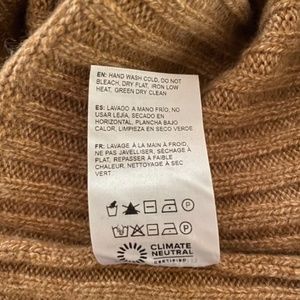 EN: HAND WASH COLD, DO NOT
BLEACH, DRY FLAT, IRON LOW
HEAT, GREEN DRY CLEAN
ES: LAVADO A MANO FRÍO, NO
USAR LEJÍA, SECADO EN
HORIZONTAL, PLANCHA BAJO
CALOR, LIMPIEZA EN SECO VERDE
FR: LAVAGE À LA MAIN À FROID,
NE PAS JAVELLISER, SÉCHAGE À
PLAT, REPASSER À FAIBLE
CHALEUR, NETTOYAGE À SEC
VERT
P
P
CLIMATE
NEUTRAL
CERTIFIED